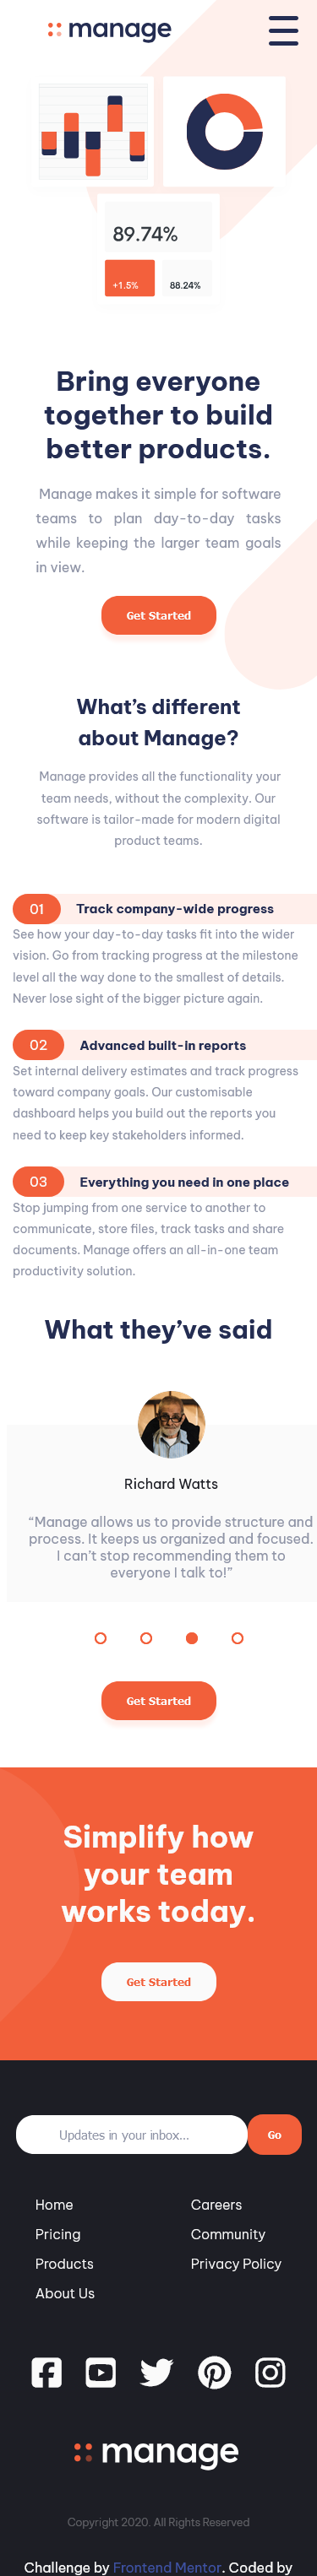 manage
89.74%
+1.5%
88.24%
Bring everyone
together to build
better products.
Manage makes it simple for software
teams to plan day-to-day tasks
while keeping the larger team goals
in view.
Get Started
What’s different
about Manage?
Manage provides all the functionality your
team needs, without the complexity. Our
software is tailor-made for modern digital
product teams.
01 Track company-wide progress
See how your day-to-day tasks fit into the wider
vision. Go from tracking progress at the milestone
level all the way done to the smallest of details.
Never lose sight of the bigger picture again.
02 Advanced built-in reports
Set internal delivery estimates and track progress
toward company goals. Our customisable
dashboard helps you build out the reports you
need to keep key stakeholders informed.
03 Everything you need in one place
Stop jumping from one service to another to
communicate, store files, track tasks and share
documents. Manage offers an all-in-one team
productivity solution.
What they’ve said
Richard Watts
“Manage allows us to provide structure and
process. It keeps us organized and focused.
I can’t stop recommending them to
everyone I talk to!”
Get Started
Simplify how
your team
works today.
Get Started
Updates in your inbox...
Go
Home
Pricing
Products
About Us
Careers
Community
Privacy Policy
manage
Copyright 2020. All Rights Reserved
Challenge by Frontend Mentor. Coded by